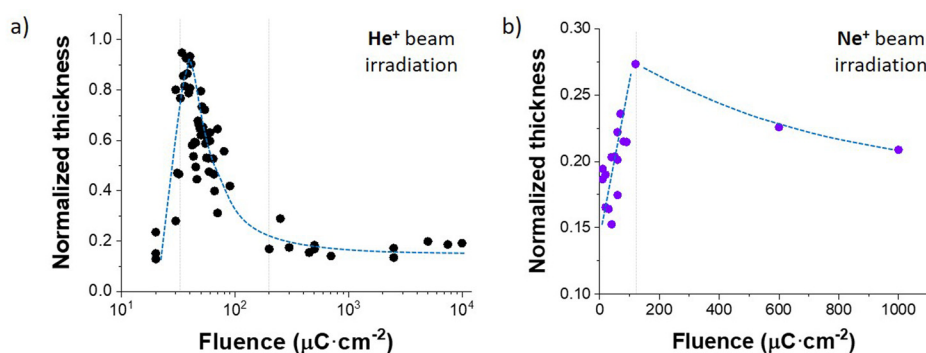 a)
He⁺ beam
irradiation
Normalized thickness
1.0
0.8
0.6
0.4
0.2
0.0
10¹
10²
10³
10⁴
Fluence (µC·cm⁻²)
b)
Ne⁺ beam
irradiation
Normalized thickness
0.30
0.25
0.20
0.15
0.10
0
200
400
600
800
1000
Fluence (µC·cm⁻²)